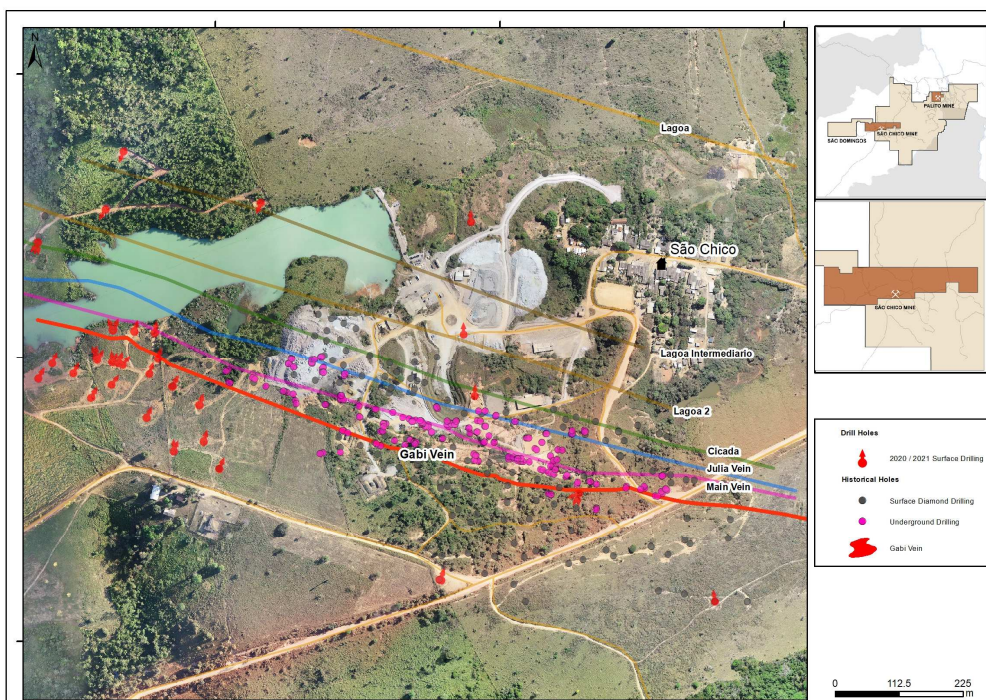 N
Lagoa
São Chico
Lagoa Intermediario
Lagoa 2
Gabi Vein
Cicada
Julia Vein
Main Vein
PALITO MINE
SÃO CHICO MINE
SÃO DOMINGOS
SÃO CHICO MINE
Drill Holes
2020 / 2021 Surface Drilling
Historical Holes
Surface Diamond Drilling
Underground Drilling
Gabi Vein
0 112.5 225
m